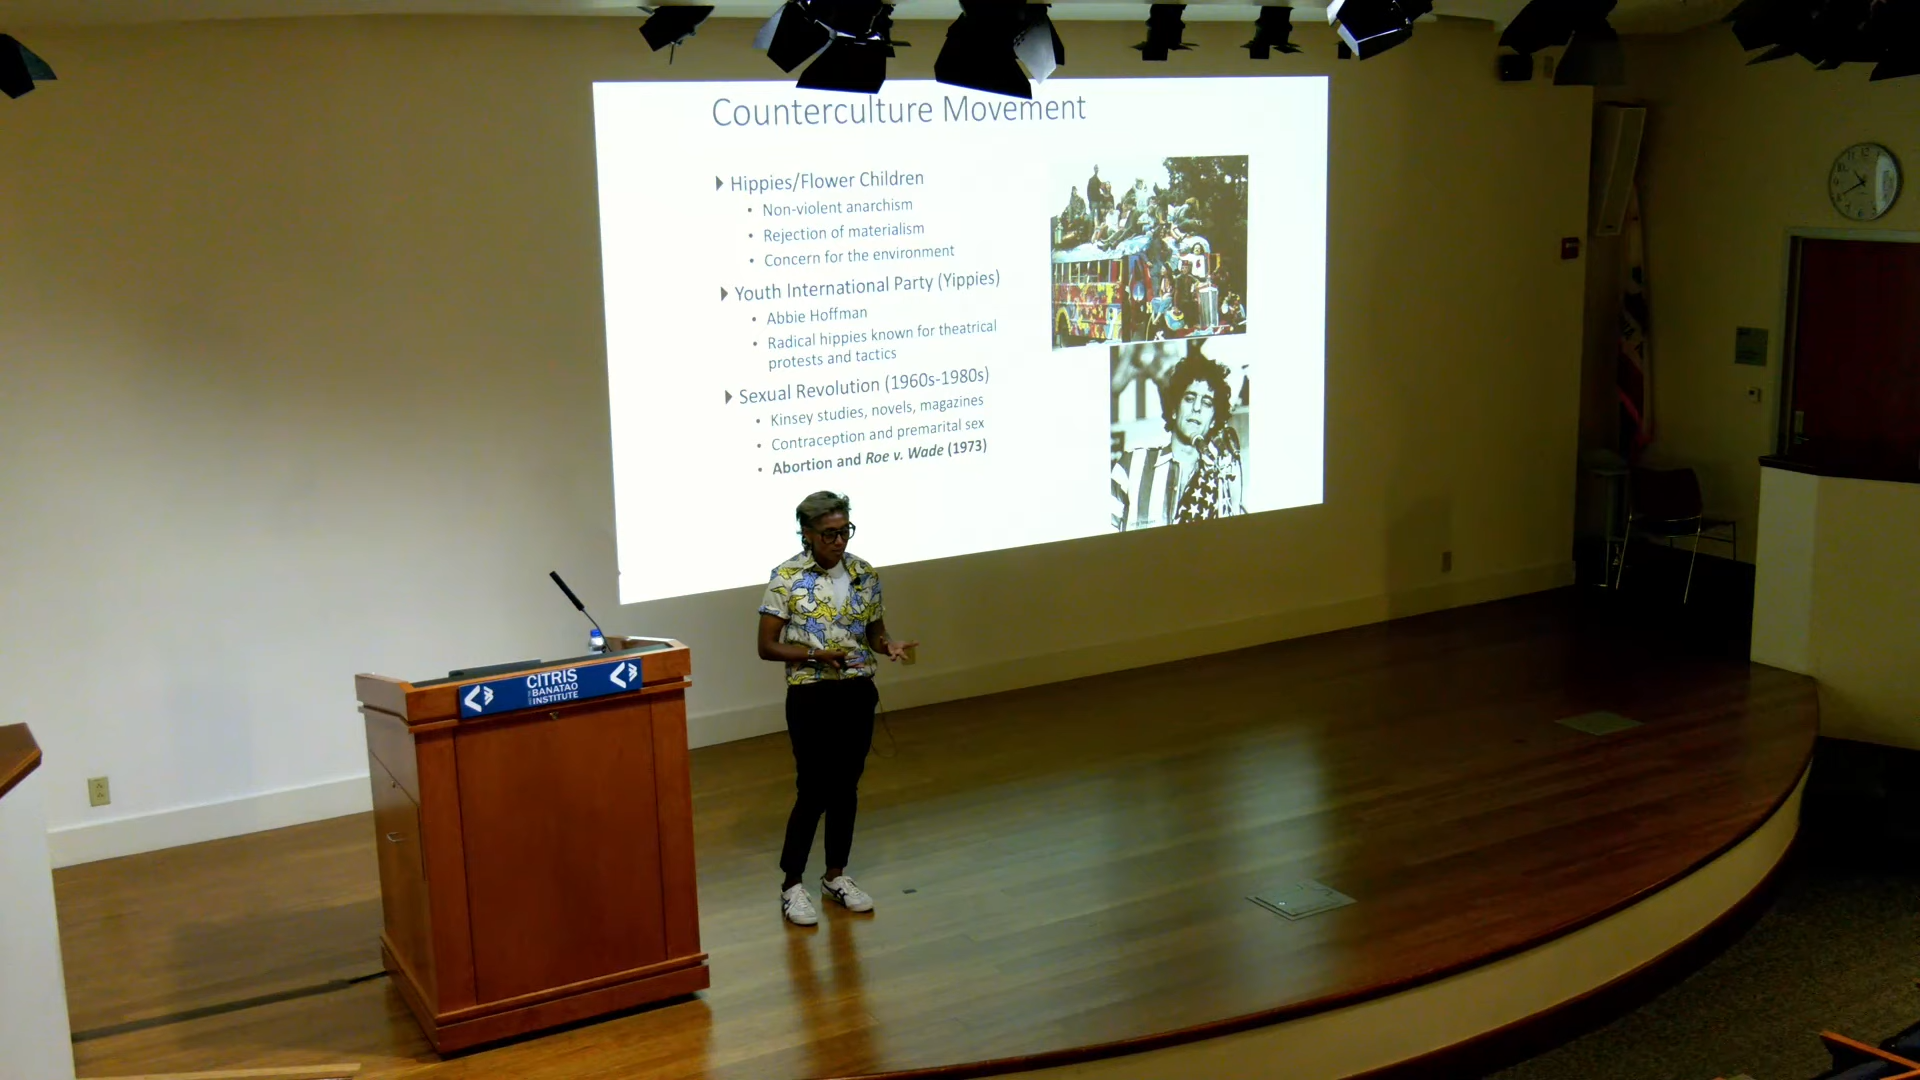 Counterculture Movement
Hippies/Flower Children
• Non-violent anarchism
• Rejection of materialism
• Concern for the environment
Youth International Party (Yippies)
• Abbie Hoffman
• Radical hippies known for theatrical
protests and tactics
Sexual Revolution (1960s-1980s)
• Kinsey studies, novels, magazines
• Contraception and premarital sex
• Abortion and Roe v. Wade (1973)
CITRIS
BANATAO
INSTITUTE